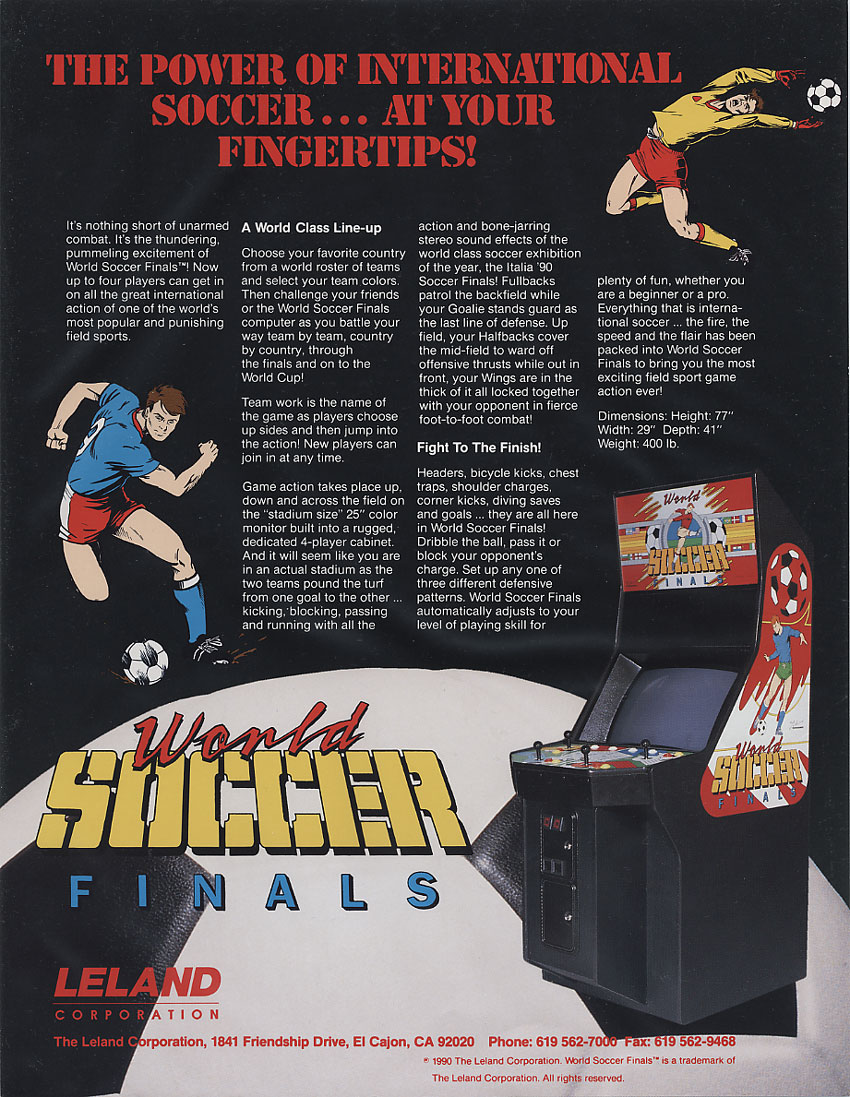 THE POWER OF INTERNATIONAL
SOCCER... AT YOUR
FINGERTIPS!
It's nothing short of unarmed
combat. It's the thundering,
pummeling excitement of
World Soccer Finals™! Now
up to four players can get in
on all the great international
action of one of the world's
most popular and punishing
field sports.
A World Class Line-up
Choose your favorite country
from a world roster of teams
and select your team colors.
Then challenge your friends
or the World Soccer Finals
computer as you battle your
way team by team, country
by country, through
the finals and on to the
World Cup!
Team work is the name of
the game as players choose
up sides and then jump into
the action! New players can
join in at any time.
Game action takes place up,
down and across the field on
the "stadium size" 25" color
monitor built into a rugged,
dedicated 4-player cabinet.
And it will seem like you are
in an actual stadium as the
two teams pound the turf
from one goal to the other ...
kicking, blocking, passing
and running with all the
action and bone-jarring
stereo sound effects of the
world class soccer exhibition
of the year, the Italia '90
Soccer Finals! Fullbacks
patrol the backfield while
your Goalie stands guard as
the last line of defense. Up
field, your Halfbacks cover
the mid-field to ward off
offensive thrusts while out in
front, your Wings are in the
thick of it all locked together
with your opponent in fierce
foot-to-foot combat!
Fight To The Finish!
Headers, bicycle kicks, chest
traps, shoulder charges,
corner kicks, diving saves
and goals ... they are all here
in World Soccer Finals!
Dribble the ball, pass it or
block your opponent's
charge. Set up any one of
three different defensive
patterns. World Soccer Finals
automatically adjusts to your
level of playing skill for
plenty of fun, whether you
are a beginner or a pro.
Everything that is interna-
tional soccer ... the fire, the
speed and the flair has been
packed into World Soccer
Finals to bring you the most
exciting field sport game
action ever!
Dimensions: Height: 77"
Width: 29" Depth: 41"
Weight: 400 lb.
World
SOCCER
FINALS
World
SOCCER
FINALS
World
SOCCER
FINALS
LELAND
CORPORATION
The Leland Corporation, 1841 Friendship Drive, El Cajon, CA 92020 Phone: 619 562-7000 Fax: 619 562-9468
© 1990 The Leland Corporation. World Soccer Finals™ is a trademark of
The Leland Corporation. All rights reserved.